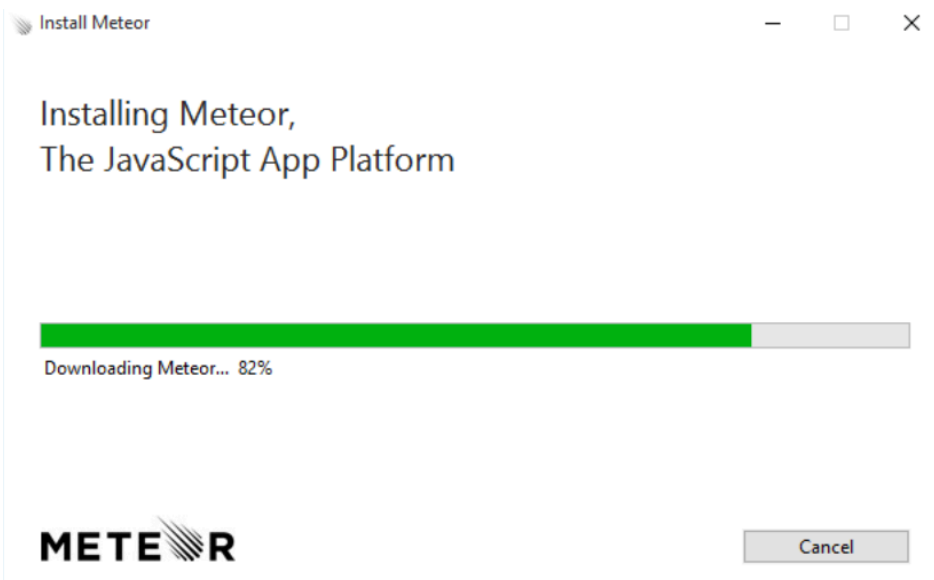 Install Meteor
Installing Meteor,
The JavaScript App Platform
Downloading Meteor... 82%
METEOR
Cancel